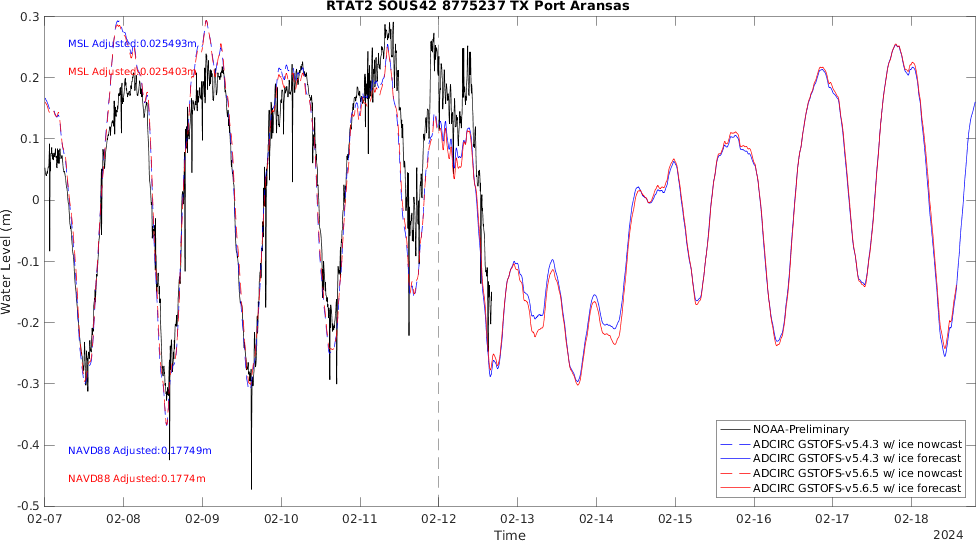 RTAT2 SOUS42 8775237 TX Port Aransas
0.3
0.2
0.1
0
-0.1
-0.2
-0.3
-0.4
-0.5
Water Level (m)
MSL Adjusted:0.025493m
MSL Adjusted:0.025403m
NAVD88 Adjusted:0.17749m
NAVD88 Adjusted:0.1774m
NOAA-Preliminary
ADCIRC GSTOFS-v5.4.3 w/ ice nowcast
ADCIRC GSTOFS-v5.4.3 w/ ice forecast
ADCIRC GSTOFS-v5.6.5 w/ ice nowcast
ADCIRC GSTOFS-v5.6.5 w/ ice forecast
02-07 02-08 02-09 02-10 02-11 02-12 02-13 02-14 02-15 02-16 02-17 02-18
Time
2024